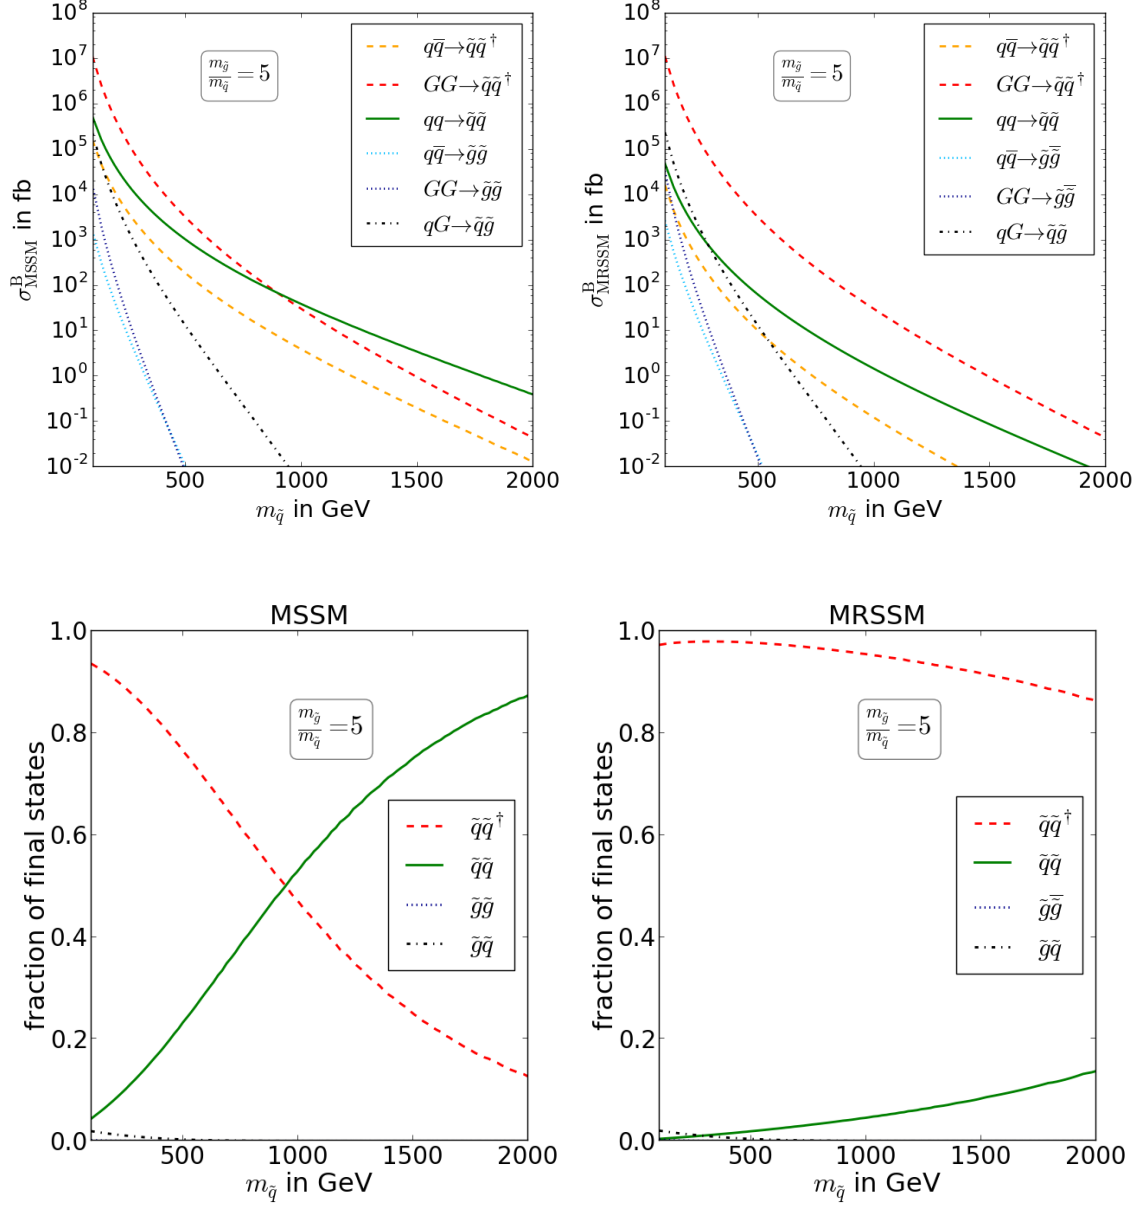 10^8
10^7
10^6
10^5
10^4
10^3
10^2
10^1
10^0
10^-1
10^-2
σ^B_MSSM in fb
m_g̃/m_q̃ = 5
qq̅→q̃q̃†
GG→q̃q̃†
qq→q̃q̃
qq̅→g̃g̃
GG→g̃g̃
qG→q̃g̃
500 1000 1500 2000
m_q̃ in GeV
10^8
10^7
10^6
10^5
10^4
10^3
10^2
10^1
10^0
10^-1
10^-2
σ^B_MRSSM in fb
m_g̃/m_q̃ = 5
qq̅→q̃q̃†
GG→q̃q̃†
qq→q̃q̃
qq̅→g̃g̃̅
GG→g̃g̃̅
qG→q̃g̃
500 1000 1500 2000
m_q̃ in GeV
MSSM
1.0
0.8
0.6
0.4
0.2
0.0
fraction of final states
m_g̃/m_q̃ = 5
q̃q̃†
q̃q̃
g̃g̃
g̃q̃
500 1000 1500 2000
m_q̃ in GeV
MRSSM
1.0
0.8
0.6
0.4
0.2
0.0
fraction of final states
m_g̃/m_q̃ = 5
q̃q̃†
q̃q̃
g̃g̃̅
g̃q̃
500 1000 1500 2000
m_q̃ in GeV